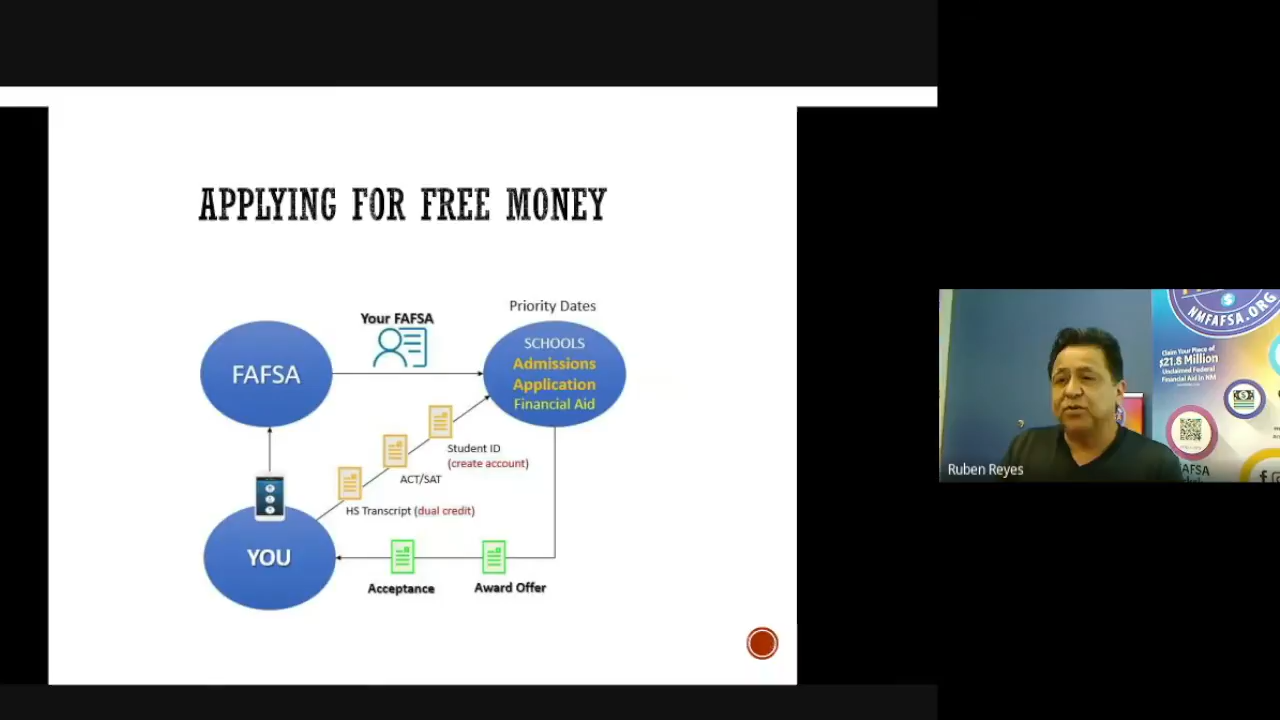 APPLYING FOR FREE MONEY
Priority Dates
Your FAFSA
SCHOOLS
Admissions
Application
Financial Aid
FAFSA
Student ID
(create account)
ACT/SAT
HS Transcript (dual credit)
YOU
Acceptance
Award Offer
NMFAFSA.ORG
Claim Your Piece of
$21.8 Million
Unclaimed Federal
Financial Aid in NM
FAFSA
Ruben Reyes